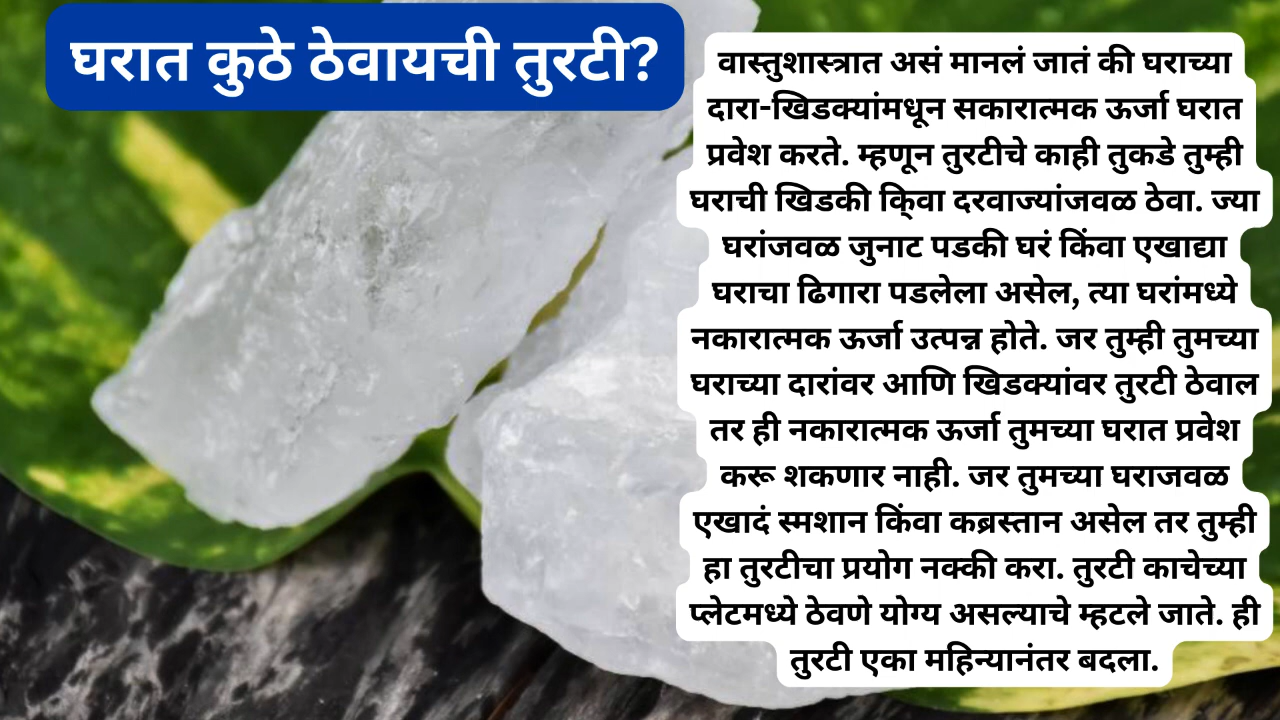 घरात कुठे ठेवायची तुरटी?
वास्तुशास्त्रात असं मानलं जातं की घराच्या
दारा-खिडक्यांमधून सकारात्मक ऊर्जा घरात
प्रवेश करते. म्हणून तुरटीचे काही तुकडे तुम्ही
घराची खिडकी कि्वा दरवाज्यांजवळ ठेवा. ज्या
घरांजवळ जुनाट पडकी घरं किंवा एखाद्या
घराचा ढिगारा पडलेला असेल, त्या घरांमध्ये
नकारात्मक ऊर्जा उत्पन्न होते. जर तुम्ही तुमच्या
घराच्या दारांवर आणि खिडक्यांवर तुरटी ठेवाल
तर ही नकारात्मक ऊर्जा तुमच्या घरात प्रवेश
करू शकणार नाही. जर तुमच्या घराजवळ
एखादं स्मशान किंवा कब्रस्तान असेल तर तुम्ही
हा तुरटीचा प्रयोग नक्की करा. तुरटी काचेच्या
प्लेटमध्ये ठेवणे योग्य असल्याचे म्हटले जाते. ही
तुरटी एका महिन्यानंतर बदला.